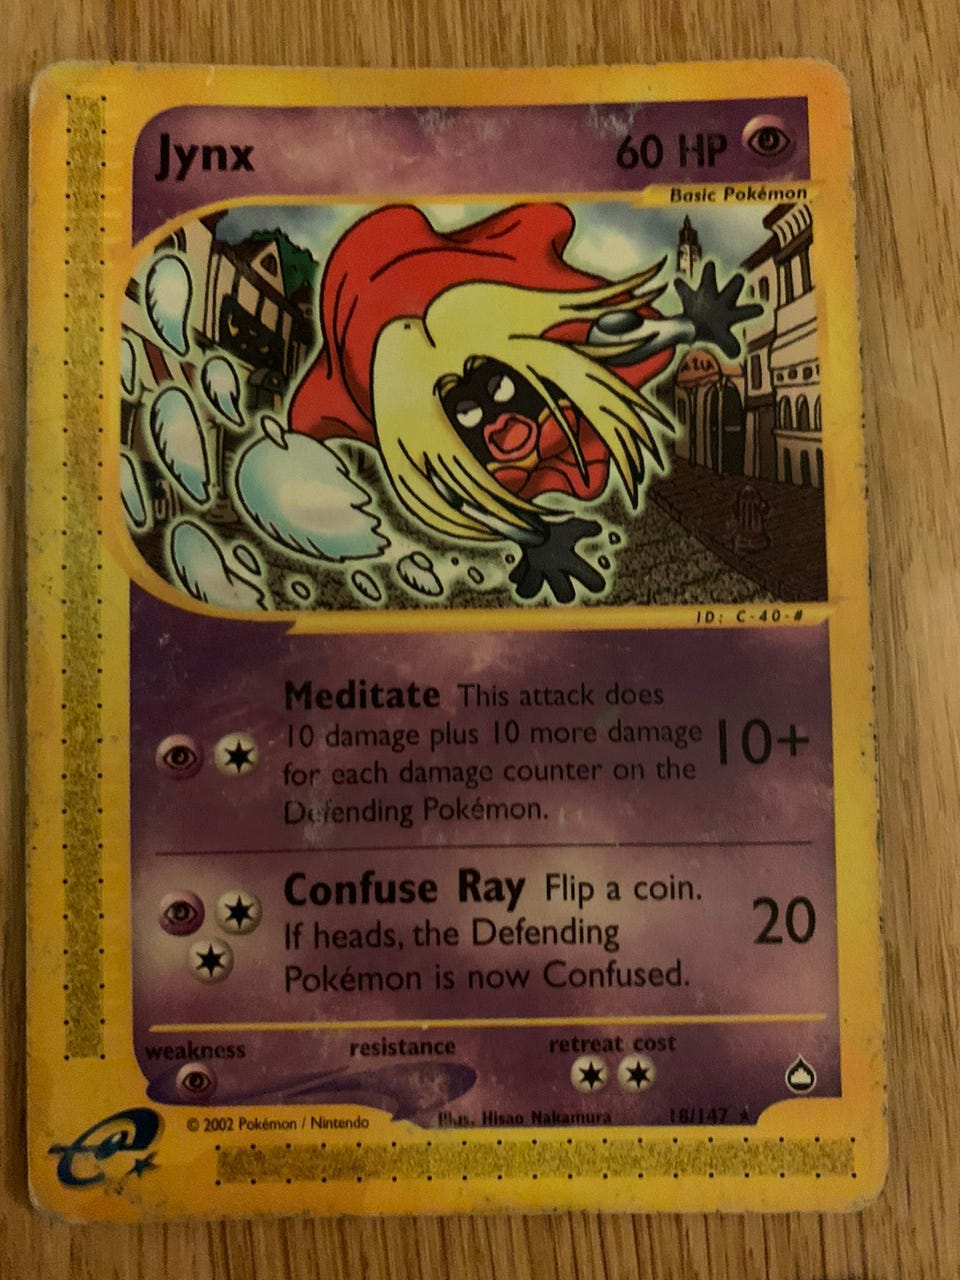 Jynx
60 HP
Basic Pokémon
ID: C-40-#
Meditate This attack does
10 damage plus 10 more damage
for each damage counter on the
Defending Pokémon.
10+
Confuse Ray Flip a coin.
If heads, the Defending
Pokémon is now Confused.
20
weakness resistance retreat cost
© 2002 Pokémon / Nintendo
Illus. Hisao Nakamura
18/147 ★
e